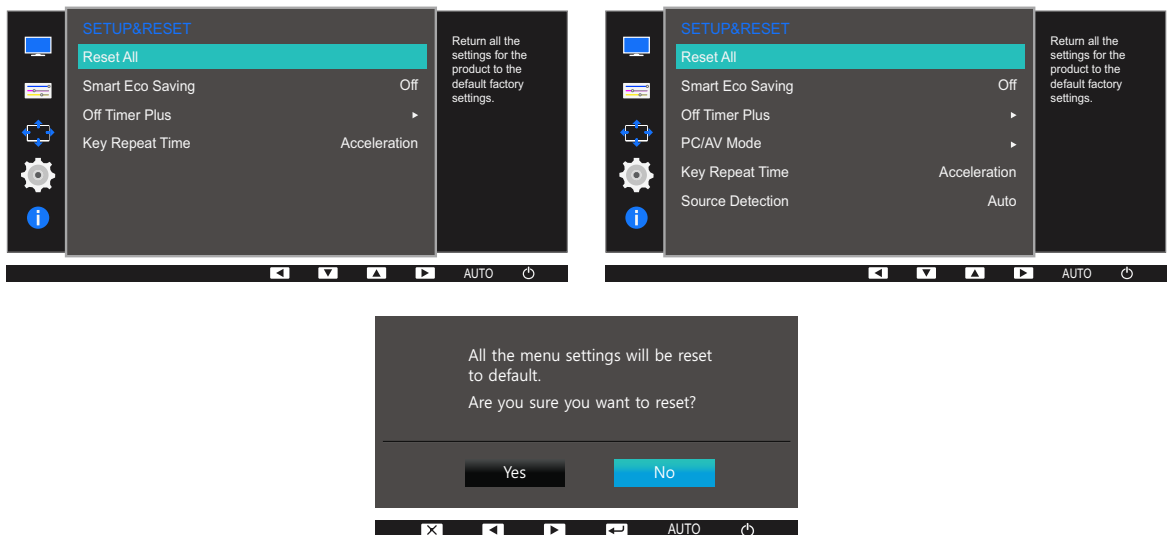 SETUP&RESET
Reset All
Smart Eco Saving Off
Off Timer Plus
Key Repeat Time Acceleration
Return all the
settings for the
product to the
default factory
settings.
AUTO
SETUP&RESET
Reset All
Smart Eco Saving Off
Off Timer Plus
PC/AV Mode
Key Repeat Time Acceleration
Source Detection Auto
Return all the
settings for the
product to the
default factory
settings.
AUTO
All the menu settings will be reset
to default.
Are you sure you want to reset?
Yes No
AUTO